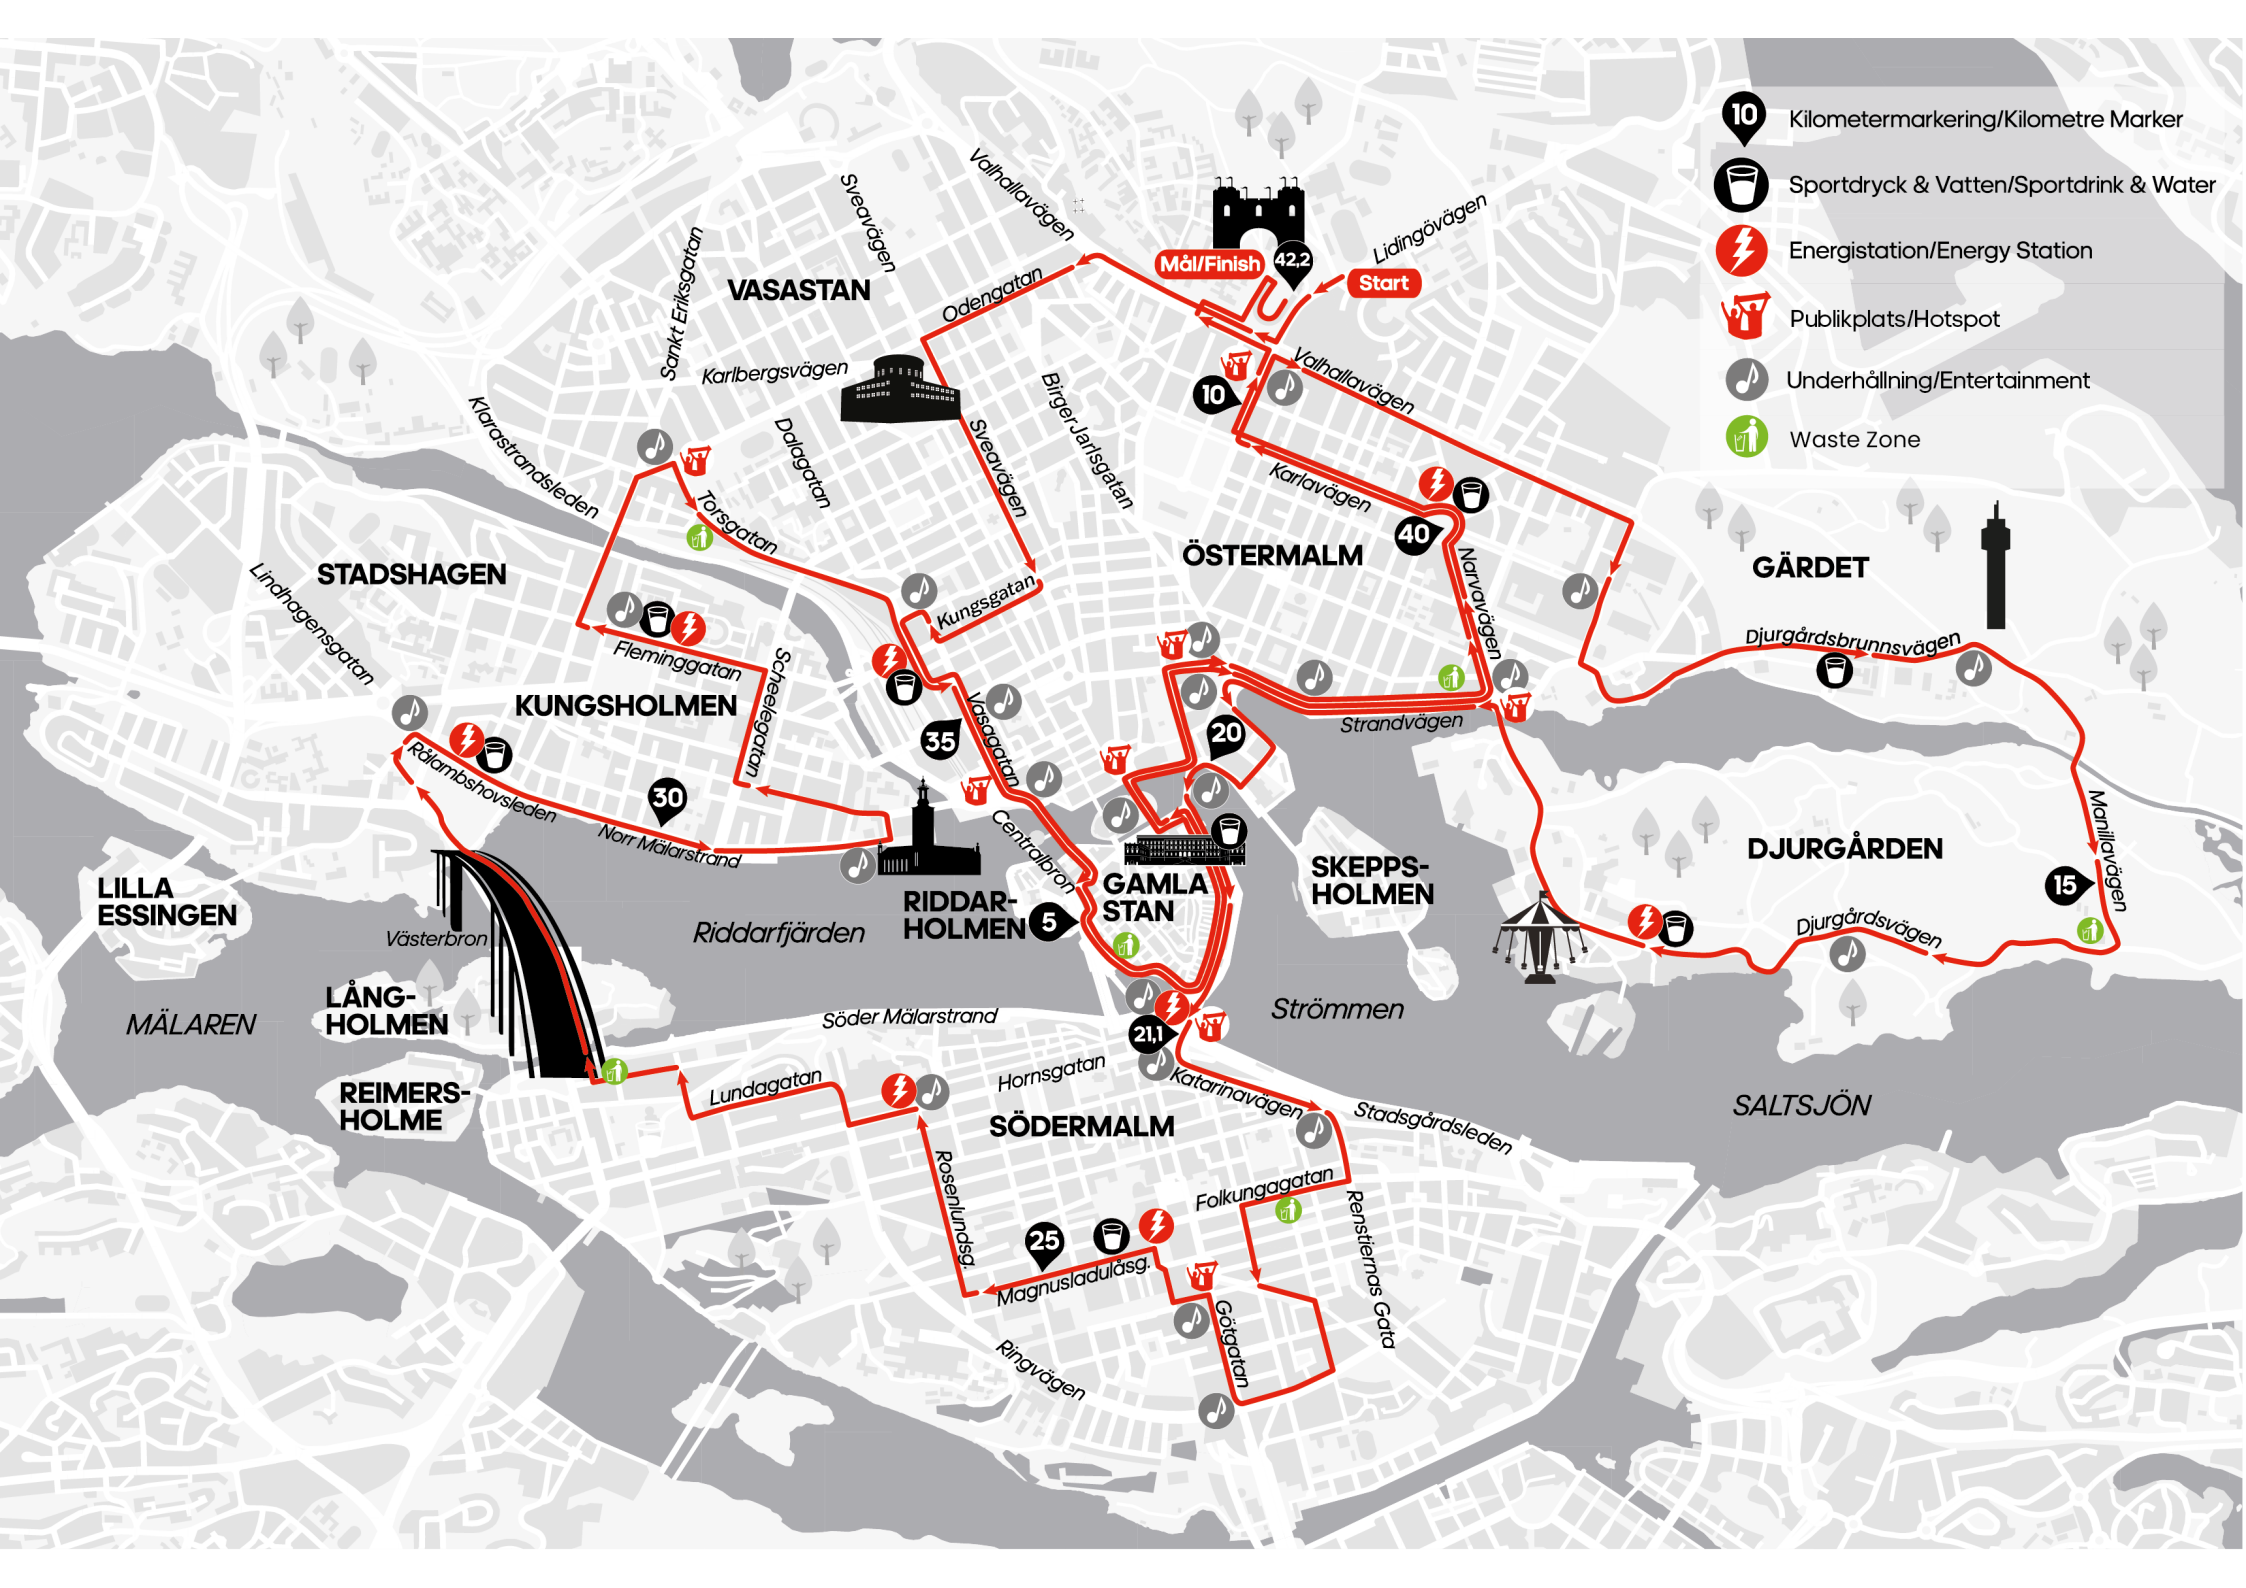 10 Kilometermarkering/Kilometre Marker
Sportdryck & Vatten/Sportdrink & Water
Energistation/Energy Station
Publikplats/Hotspot
Underhållning/Entertainment
Waste Zone
Valhallavägen
Sveavägen
Lidingövägen
Mål/Finish
42,2
Start
Sankt Eriksgatan
VASASTAN
Odengatan
Karlbergsvägen
Valhallavägen
10
Klarastrandsleden
Dalagatan
Sveavägen
Birger Jarlsgatan
Karlavägen
Torsgatan
40
ÖSTERMALM
Narvavägen
GÄRDET
STADSHAGEN
Lindhagensgatan
Kungsgatan
Djurgårdsbrunnsvägen
Fleminggatan
Scheelegatan
KUNGSHOLMEN
Vasagatan
35
20
Strandvägen
Rålambshovsleden
30
Norr Mälarstrand
Centralbron
Manillavägen
DJURGÅRDEN
SKEPPS-
HOLMEN
LILLA
ESSINGEN
GAMLA
STAN
15
RIDDAR-
HOLMEN
5
Västerbron
Riddarfjärden
Djurgårdsvägen
LÅNG-
HOLMEN
MÄLAREN
Söder Mälarstrand
Strömmen
21,1
REIMERS-
HOLME
Lundagatan
Hornsgatan
Katarinavägen
Stadsgårdsleden
SALTSJÖN
SÖDERMALM
Rosenlundsg.
Folkungagatan
Renstiernas Gata
25
Magnusladulåsg.
Götgatan
Ringvägen